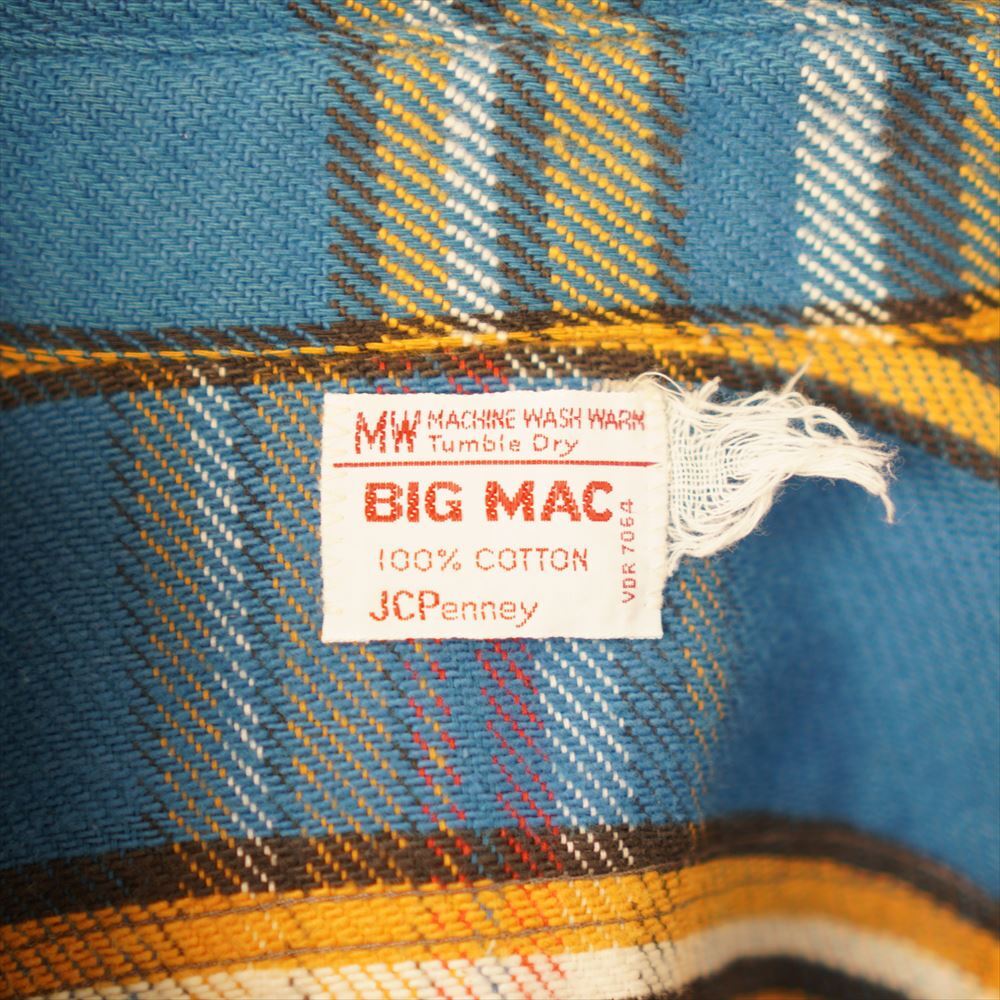 MW MACHINE WASH WARM
Tumble Dry
BIG MAC
100% COTTON
JCPenney
VDR 7064